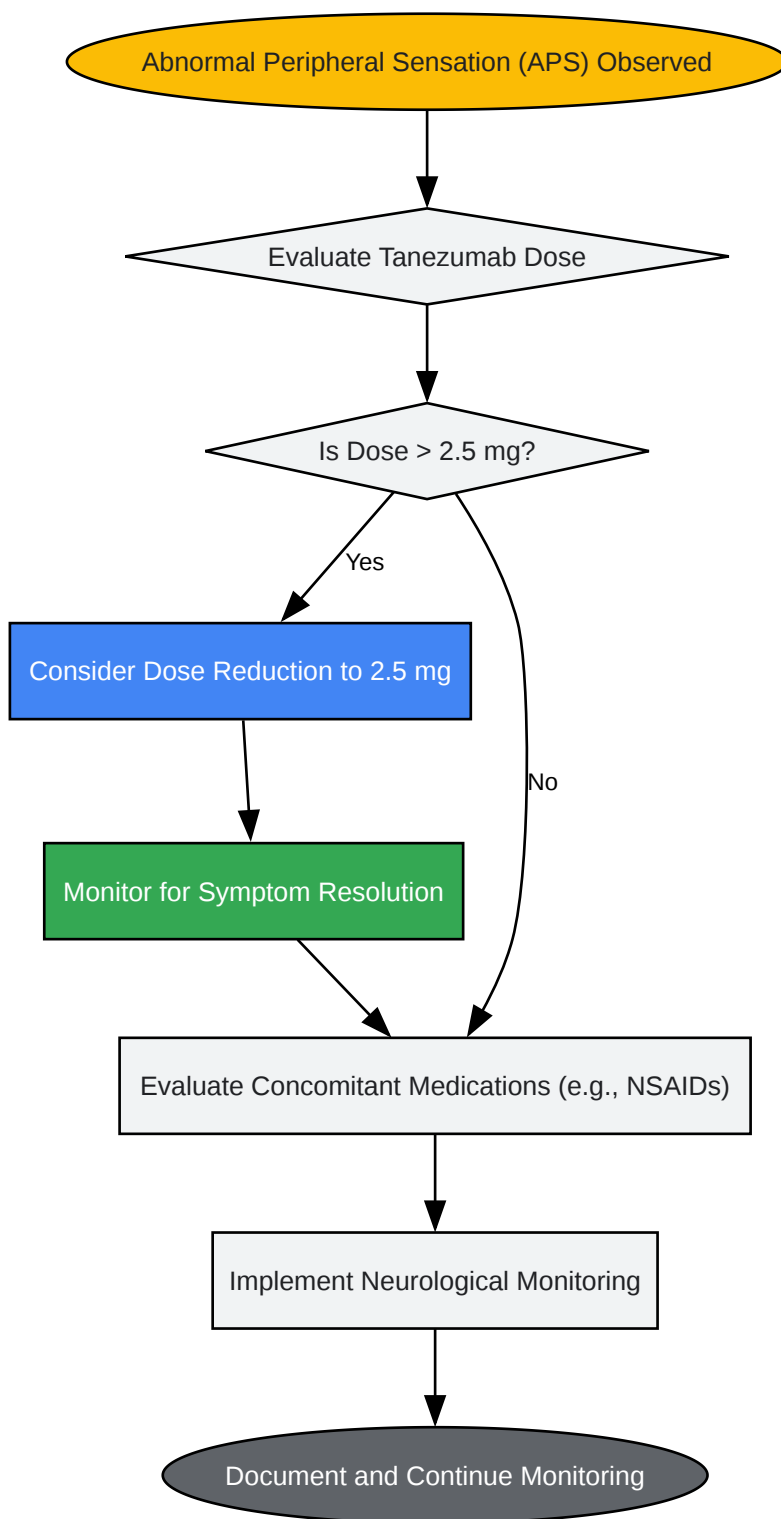 Abnormal Peripheral Sensation (APS) Observed
Evaluate Tanezumab Dose
Is Dose > 2.5 mg?
Yes
Consider Dose Reduction to 2.5 mg
No
Monitor for Symptom Resolution
Evaluate Concomitant Medications (e.g., NSAIDs)
Implement Neurological Monitoring
Document and Continue Monitoring